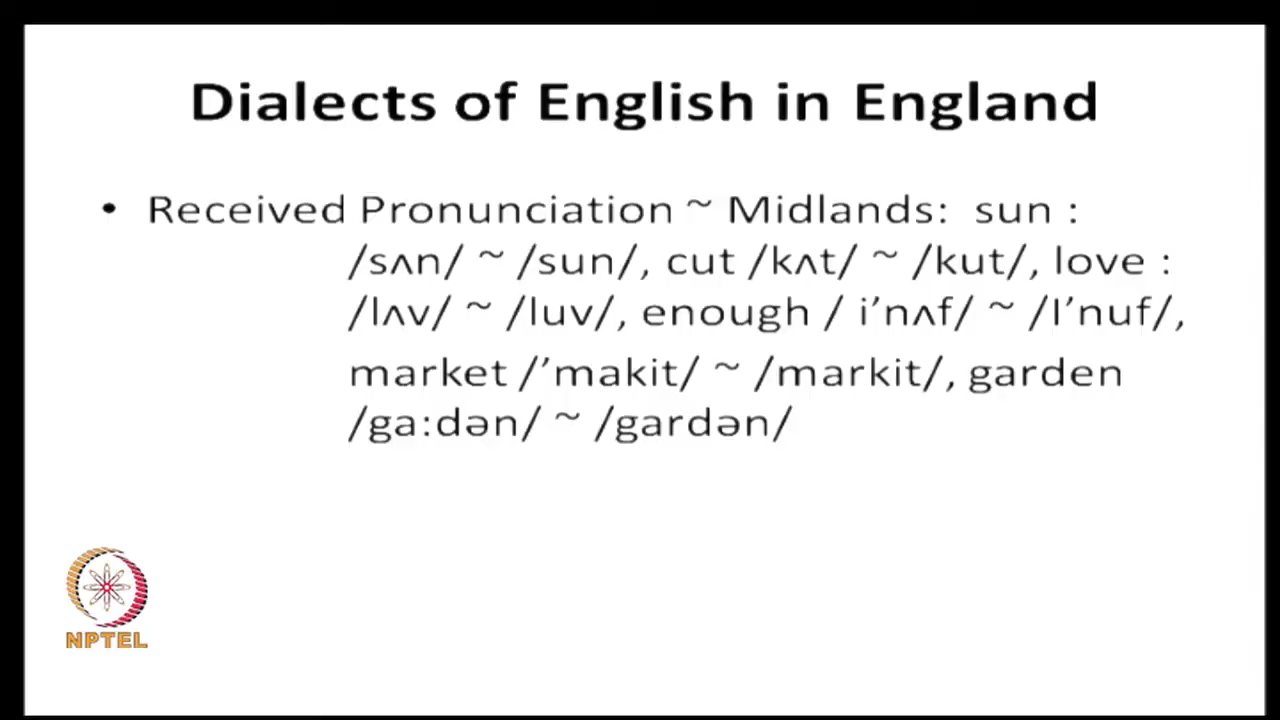 Dialects of English in England
• Received Pronunciation ~ Midlands: sun :
/sʌn/ ~ /sun/, cut /kʌt/ ~ /kut/, love :
/lʌv/ ~ /luv/, enough / i’nʌf/ ~ /I’nuf/,
market /’makit/ ~ /markit/, garden
/ga:dən/ ~ /gardən/
NPTEL